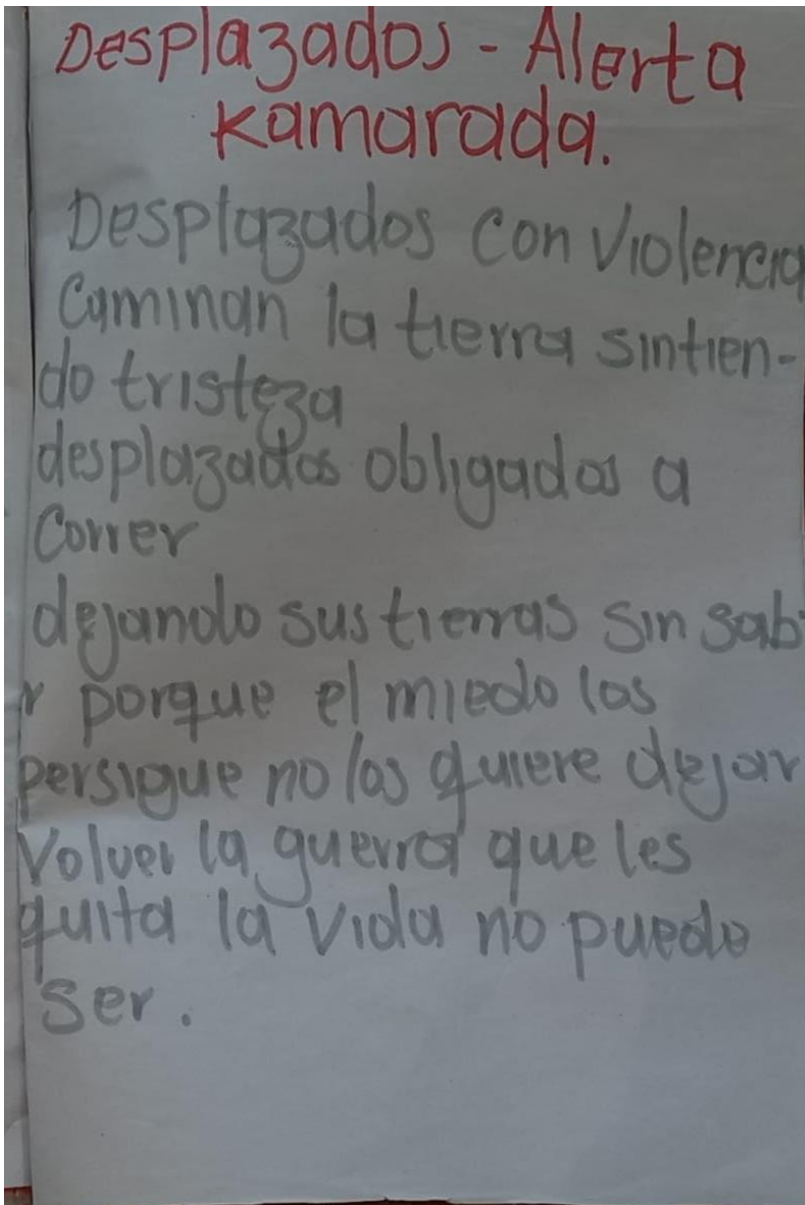 Desplazados - Alerta
Kamarada.
Desplazados con violencia
Caminan la tierra sintien-
do tristeza
desplazados obligados a
Correr
dejando sus tierras sin sabe
r porque el miedo los
persigue no los quiere dejar
Volver la guerra que les
quita la vida no puede
Ser.